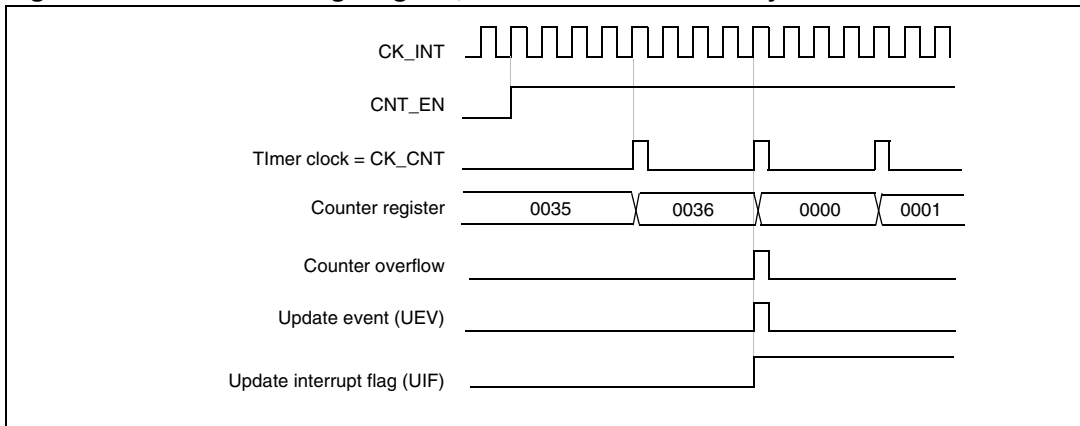 CK_INT
CNT_EN
TImer clock = CK_CNT
Counter register 0035 0036 0000 0001
Counter overflow
Update event (UEV)
Update interrupt flag (UIF)